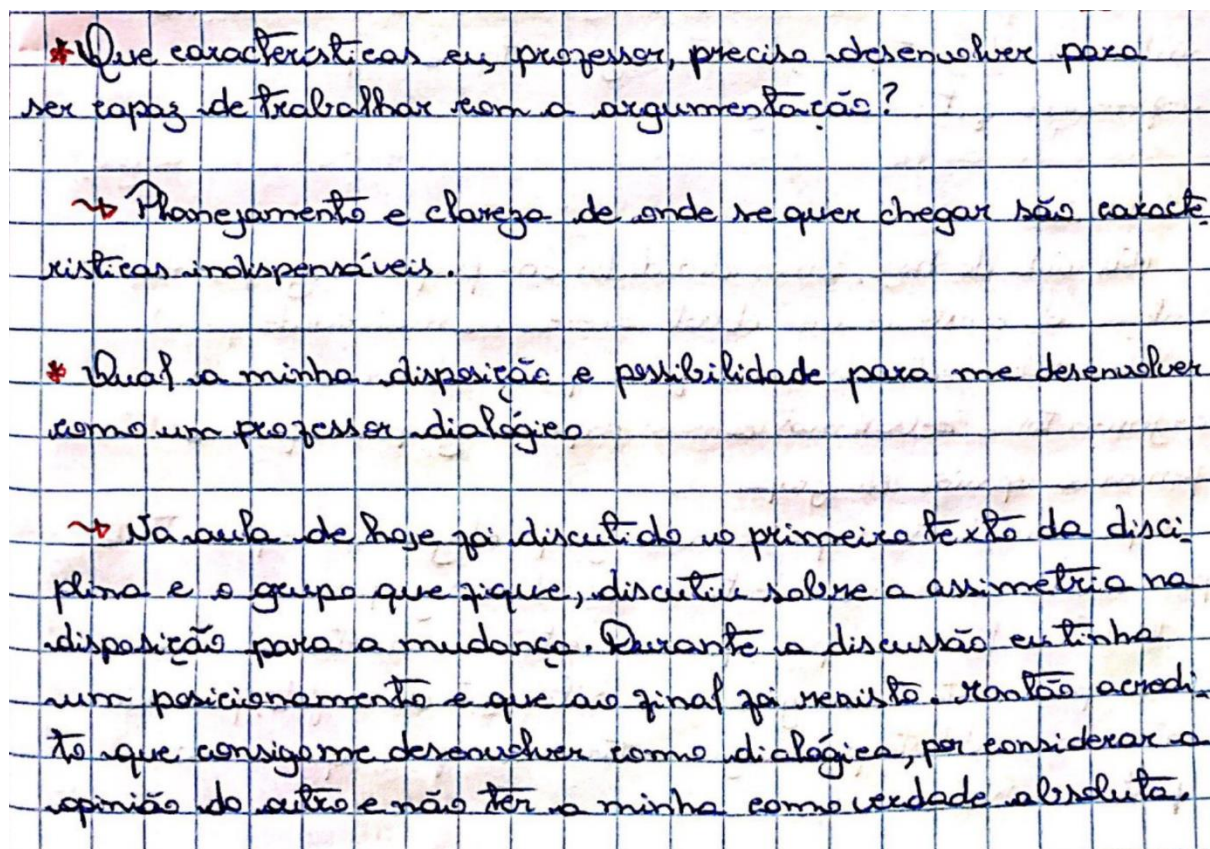 * Que características eu, professor, preciso desenvolver para
ser capaz de trabalhar com a argumentação?
↝ Planejamento e clareza de onde se quer chegar são caracte
risticas indispensáveis.
* Qual a minha disposição e possibilidade para me desenvolver
como um professor dialógico
↝ Na aula de hoje foi discutido o primeiro texto da disci-
plina e o grupo que fique, discutiu sobre a assimetria na
disposição para a mudança. Durante a discussão eu tinha
um posicionamento e que ao final foi revisto. acredi-
to que consigo me desenvolver como dialógica, por considerar a
opinião do outro e não ter a minha como verdade absoluta.